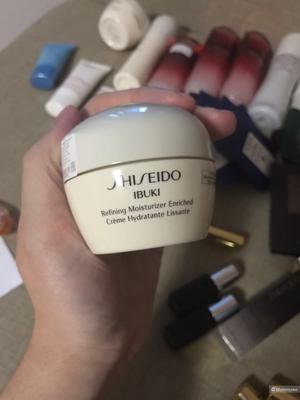 SHISEIDO
IBUKI
Refining Moisturizer Enriched
Crème Hydratante Lissante